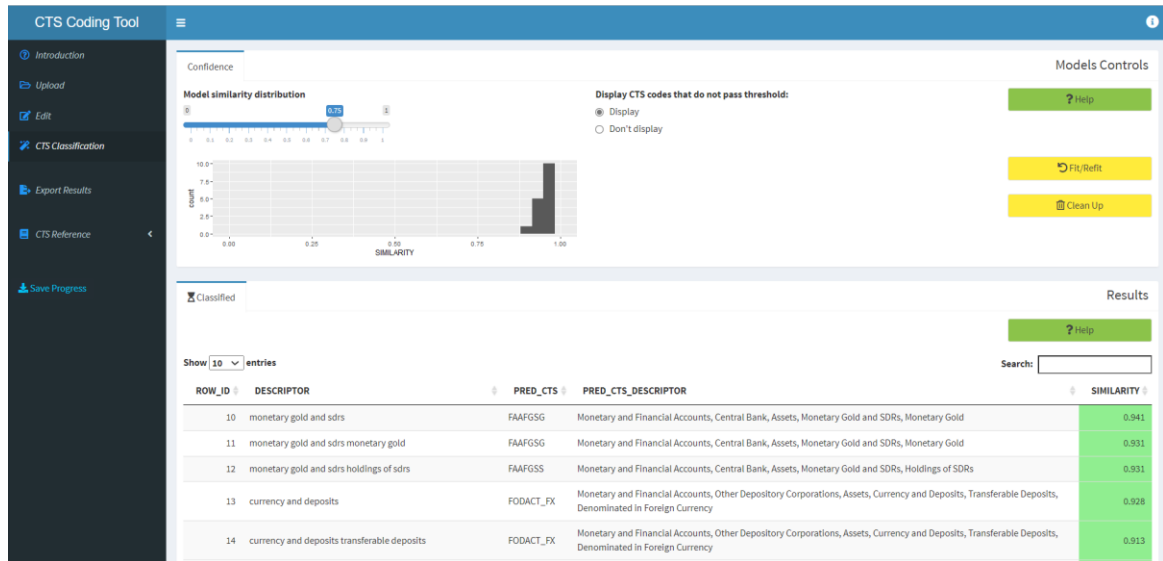 CTS Coding Tool
Introduction
Upload
Edit
CTS Classification
Export Results
CTS Reference
Save Progress
Confidence
Models Controls
Model similarity distribution
0 0.75 1
0 0.1 0.2 0.3 0.4 0.5 0.6 0.7 0.8 0.9 1
Display CTS codes that do not pass threshold:
Display
Don't display
? Help
Fit/Refit
Clean Up
10.0
7.5
5.0
2.5
0.0
count
0.00 0.25 0.50 0.75 1.00
SIMILARITY
Classified
Results
? Help
Show 10 entries
Search:
ROW_ID DESCRIPTOR PRED_CTS PRED_CTS_DESCRIPTOR SIMILARITY
10 monetary gold and sdrs FAAFGSG Monetary and Financial Accounts, Central Bank, Assets, Monetary Gold and SDRs, Monetary Gold 0.941
11 monetary gold and sdrs monetary gold FAAFGSG Monetary and Financial Accounts, Central Bank, Assets, Monetary Gold and SDRs, Monetary Gold 0.931
12 monetary gold and sdrs holdings of sdrs FAAFGSS Monetary and Financial Accounts, Central Bank, Assets, Monetary Gold and SDRs, Holdings of SDRs 0.931
13 currency and deposits FODACT_FX Monetary and Financial Accounts, Other Depository Corporations, Assets, Currency and Deposits, Transferable Deposits, 0.928
Denominated in Foreign Currency
14 currency and deposits transferable deposits FODACT_FX Monetary and Financial Accounts, Other Depository Corporations, Assets, Currency and Deposits, Transferable Deposits, 0.913
Denominated in Foreign Currency